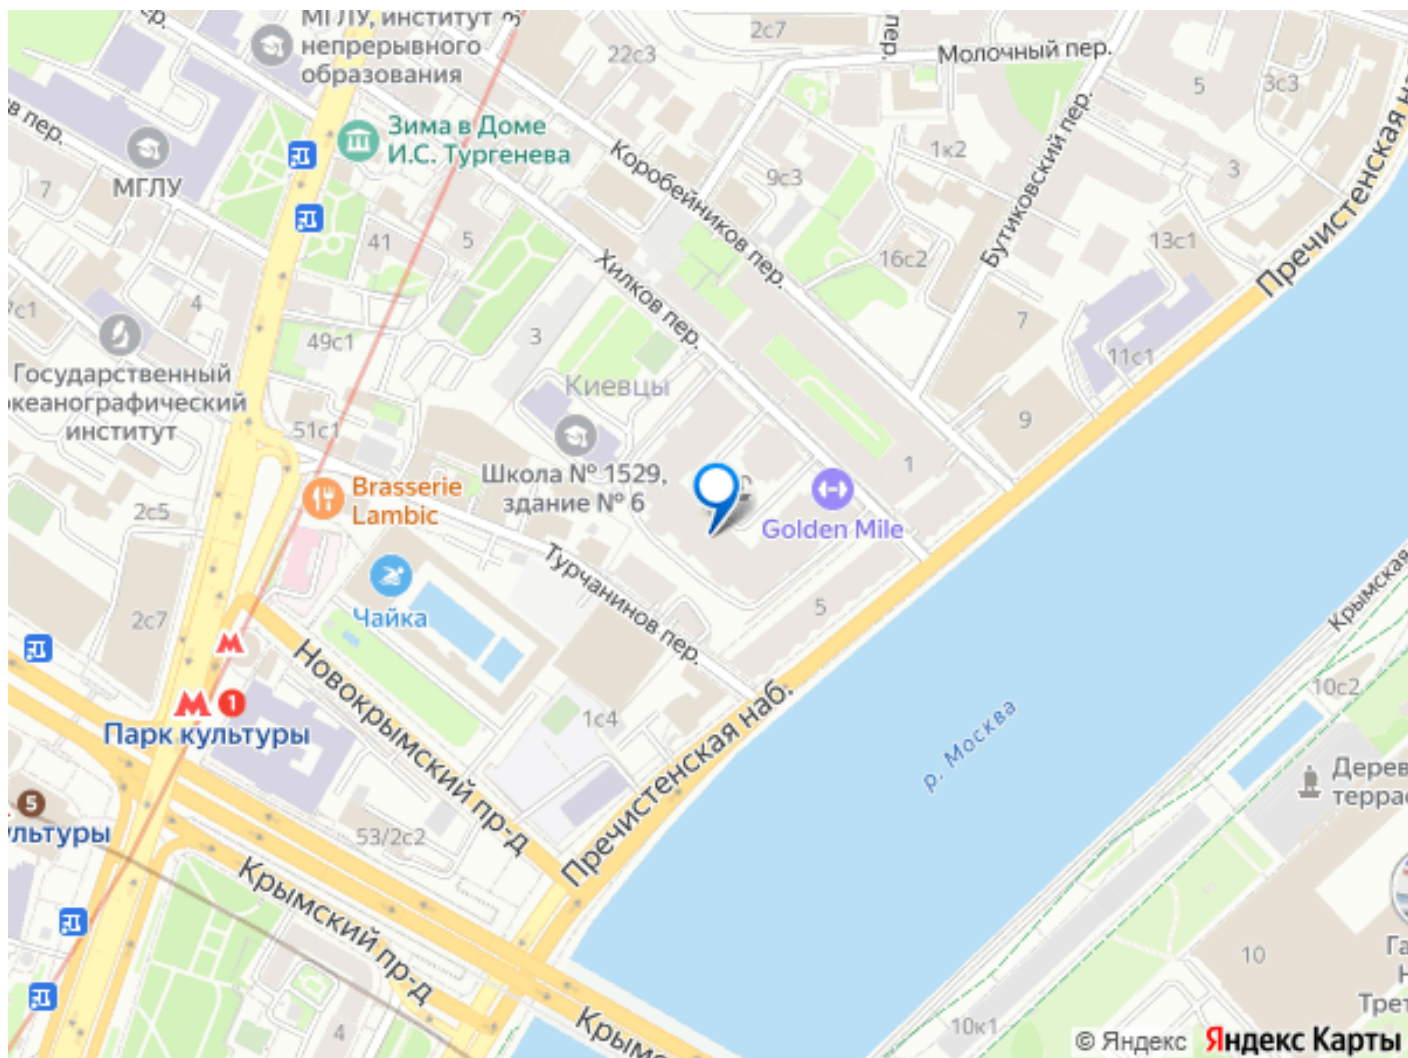 МГЛУ, институт
непрерывного
образования
22с3
2с7
пер.
Молочный пер.
5
3с3
Зима в Доме
И.С. Тургенева
МГЛУ
7
Коробейников пер.
9с3
1к2
Бутиковский пер.
3
Пречистенская
41
5
4
16с2
13с1
Хилков пер.
49с1
3
7
11с1
Государственный
океанографический
институт
Киевцы
51с1
9
Школа № 1529,
здание № 6
1
Brasserie
Lambic
Golden Mile
2с5
Турчанинов пер.
Чайка
5
2с7
Крымская
Новокрымский пр-д
1
Парк культуры
1с4
Пречистенская наб.
р. Москва
10с2
5
53/2с2
Крымский пр-д
10
4
10к1
© Яндекс Яндекс Карты